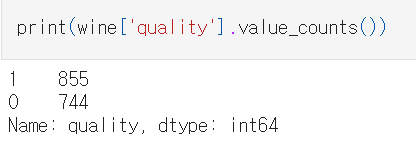 print(wine['quality'].value_counts())
1    855
0    744
Name: quality, dtype: int64